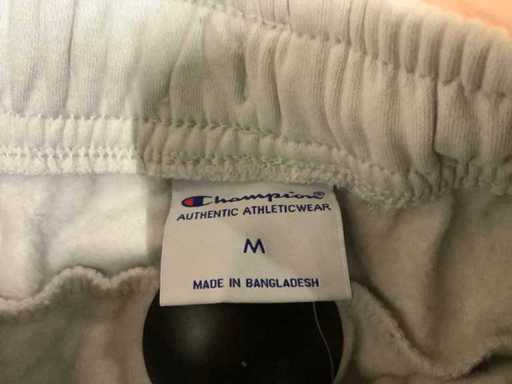 Champion®
AUTHENTIC ATHLETICWEAR
M
MADE IN BANGLADESH